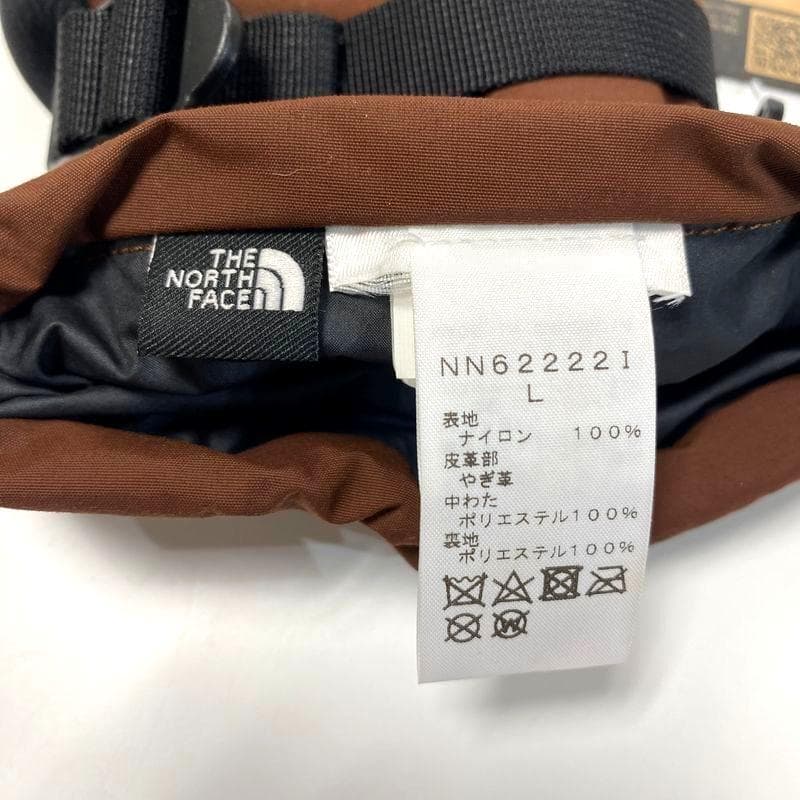 THE
NORTH
FACE
NN62222I
L
表地
ナイロン 100%
皮革部
やぎ革
中わた
ポリエステル100%
裏地
ポリエステル100%